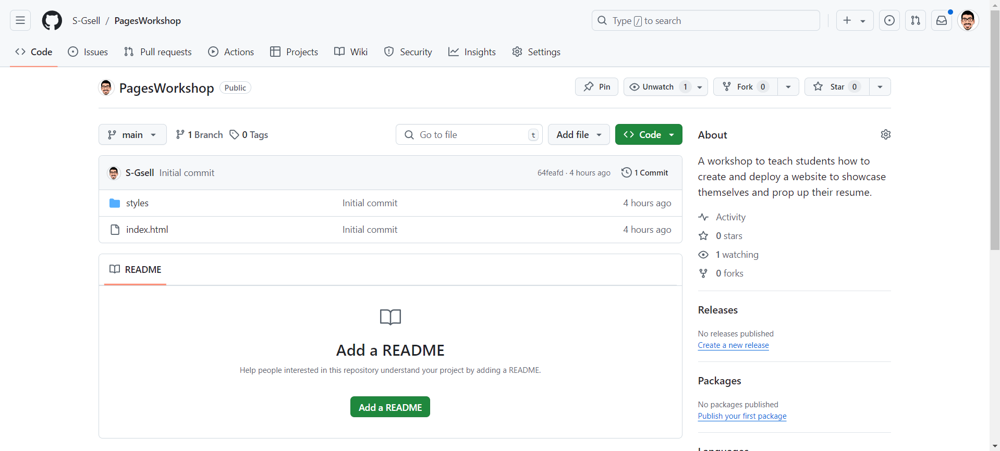 S-Gsell / PagesWorkshop
Type / to search
Code Issues Pull requests Actions Projects Wiki Security Insights Settings
PagesWorkshop Public
Pin Unwatch 1 Fork 0 Star 0
main 1 Branch 0 Tags
Go to file t Add file Code
S-Gsell Initial commit 64feafd · 4 hours ago 1 Commit
styles Initial commit 4 hours ago
index.html Initial commit 4 hours ago
README
Add a README
Help people interested in this repository understand your project by adding a README.
Add a README
About
A workshop to teach students how to
create and deploy a website to showcase
themselves and prop up their resume.
Activity
0 stars
1 watching
0 forks
Releases
No releases published
Create a new release
Packages
No packages published
Publish your first package
Languages